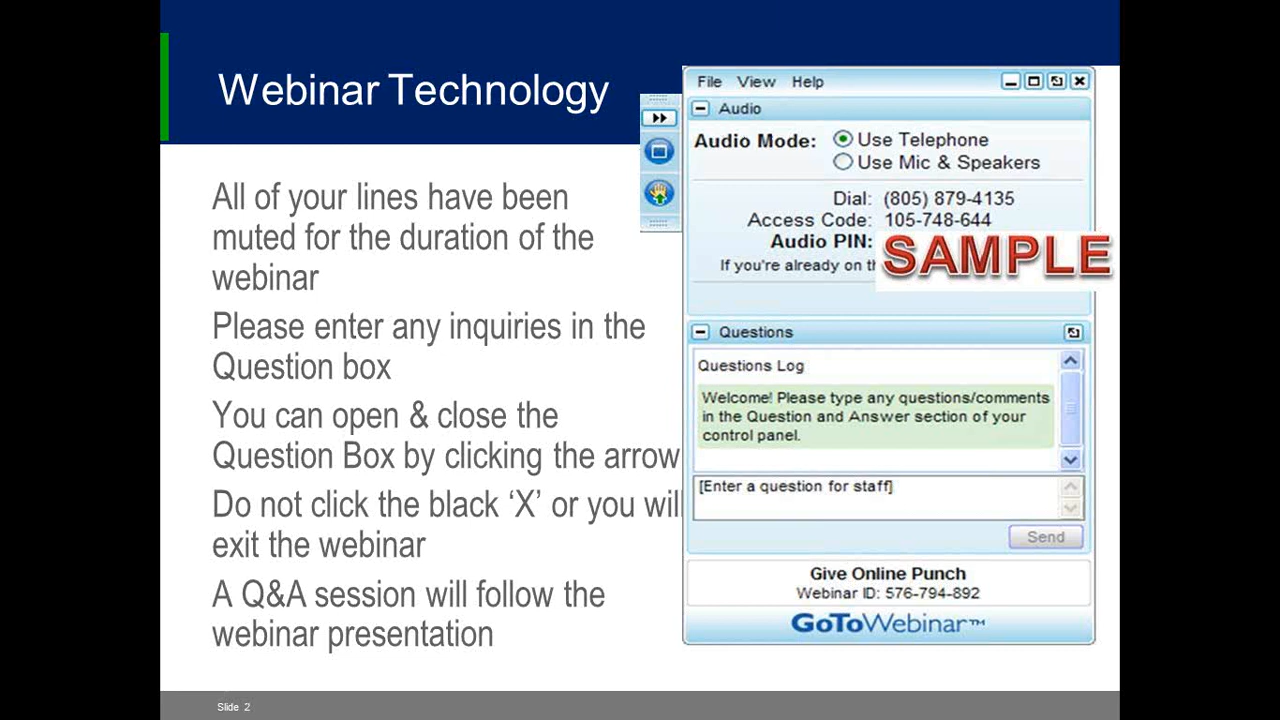 Webinar Technology
All of your lines have been
muted for the duration of the
webinar
Please enter any inquiries in the
Question box
You can open & close the
Question Box by clicking the arrow
Do not click the black ‘X’ or you will
exit the webinar
A Q&A session will follow the
webinar presentation
File View Help
Audio
Audio Mode: Use Telephone
Use Mic & Speakers
Dial: (805) 879-4135
Access Code: 105-748-644
Audio PIN:
SAMPLE
If you're already on
Questions
Questions Log
Welcome! Please type any questions/comments
in the Question and Answer section of your
control panel.
[Enter a question for staff]
Send
Give Online Punch
Webinar ID: 576-794-892
GoToWebinar™
Slide 2